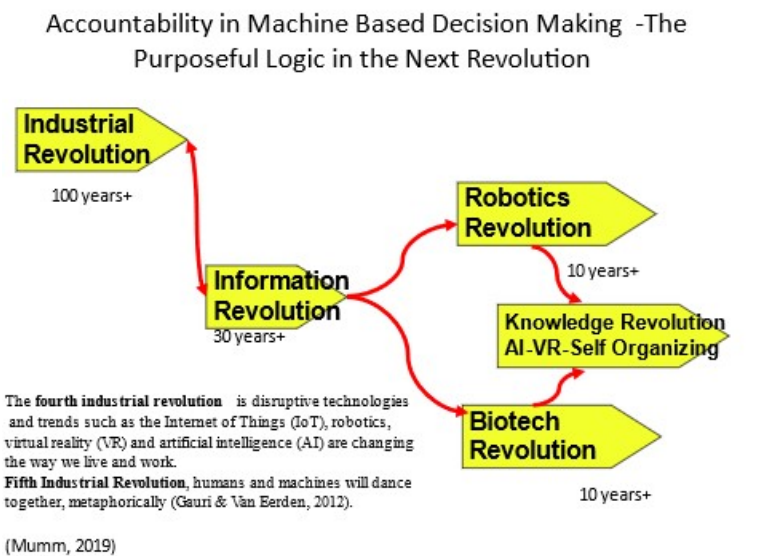 Accountability in Machine Based Decision Making -The
Purposeful Logic in the Next Revolution
Industrial
Revolution
100 years+
Information
Revolution
30 years+
Robotics
Revolution
10 years+
Knowledge Revolution
AI-VR-Self Organizing
Biotech
Revolution
10 years+
The fourth industrial revolution is disruptive technologies
and trends such as the Internet of Things (IoT), robotics,
virtual reality (VR) and artificial intelligence (AI) are changing
the way we live and work.
Fifth Industrial Revolution, humans and machines will dance
together, metaphorically (Gauri & Van Eerden, 2012).
(Mumm, 2019)